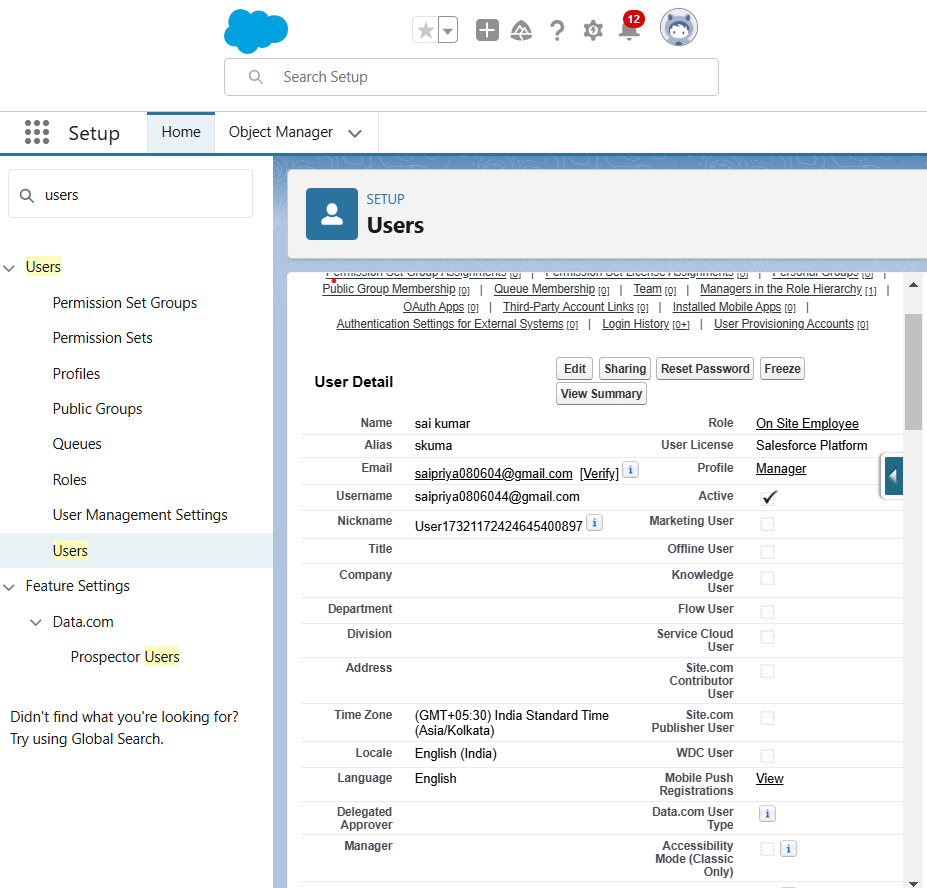 12
Search Setup
Setup Home Object Manager
users
Users
Permission Set Groups
Permission Sets
Profiles
Public Groups
Queues
Roles
User Management Settings
Users
Feature Settings
Data.com
Prospector Users
Didn't find what you're looking for?
Try using Global Search.
SETUP
Users
Permission Set Group Assignments [0] | Permission Set License Assignments [0] | Personal Groups [0] |
Public Group Membership [0] | Queue Membership [0] | Team [0] | Managers in the Role Hierarchy [1] |
OAuth Apps [0] | Third-Party Account Links [0] | Installed Mobile Apps [0] |
Authentication Settings for External Systems [0] | Login History [0+] | User Provisioning Accounts [0]
User Detail
Edit Sharing Reset Password Freeze
View Summary
Name sai kumar Role On Site Employee
Alias skuma User License Salesforce Platform
Email saipriya080604@gmail.com [Verify] i Profile Manager
Username saipriya0806044@gmail.com Active
Nickname User17321172424645400897 i Marketing User
Title Offline User
Company Knowledge
User
Department Flow User
Division Service Cloud
User
Address Site.com
Contributor
User
Time Zone (GMT+05:30) India Standard Time Site.com
(Asia/Kolkata) Publisher User
Locale English (India) WDC User
Language English Mobile Push View
Registrations
Delegated Data.com User i
Approver Type
Manager Accessibility i
Mode (Classic
Only)